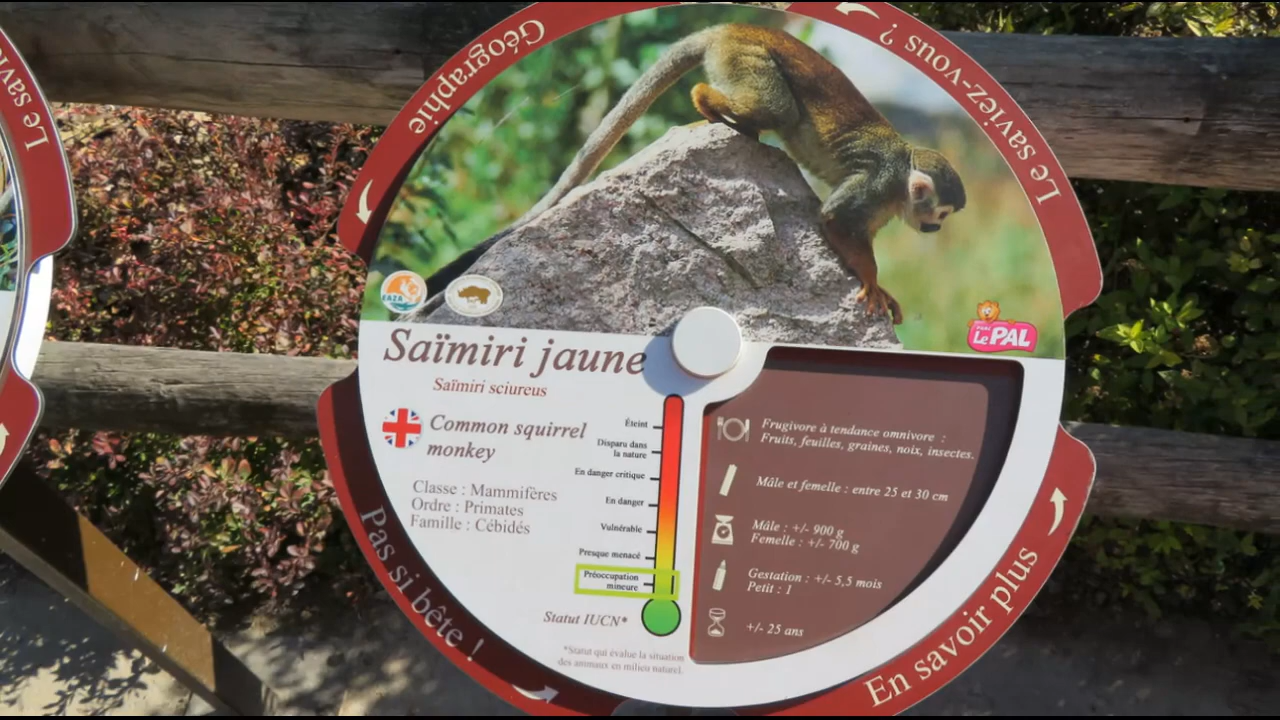 Géographie
Le saviez-vous ?
Le savie
EAZA
PARC
Le PAL
Saïmiri jaune
Saïmiri sciureus
Common squirrel
monkey
Classe : Mammifères
Ordre : Primates
Famille : Cébidés
Éteint
Disparu dans
la nature
En danger critique
En danger
Vulnérable
Presque menacé
Préoccupation
mineure
Statut IUCN*
*Statut qui évalue la situation
des animaux en milieu naturel.
Frugivore à tendance omnivore :
Fruits, feuilles, graines, noix, insectes.
Mâle et femelle : entre 25 et 30 cm
Mâle : +/- 900 g
Femelle : +/- 700 g
Gestation : +/- 5,5 mois
Petit : 1
+/- 25 ans
Pas si bête !
En savoir plus